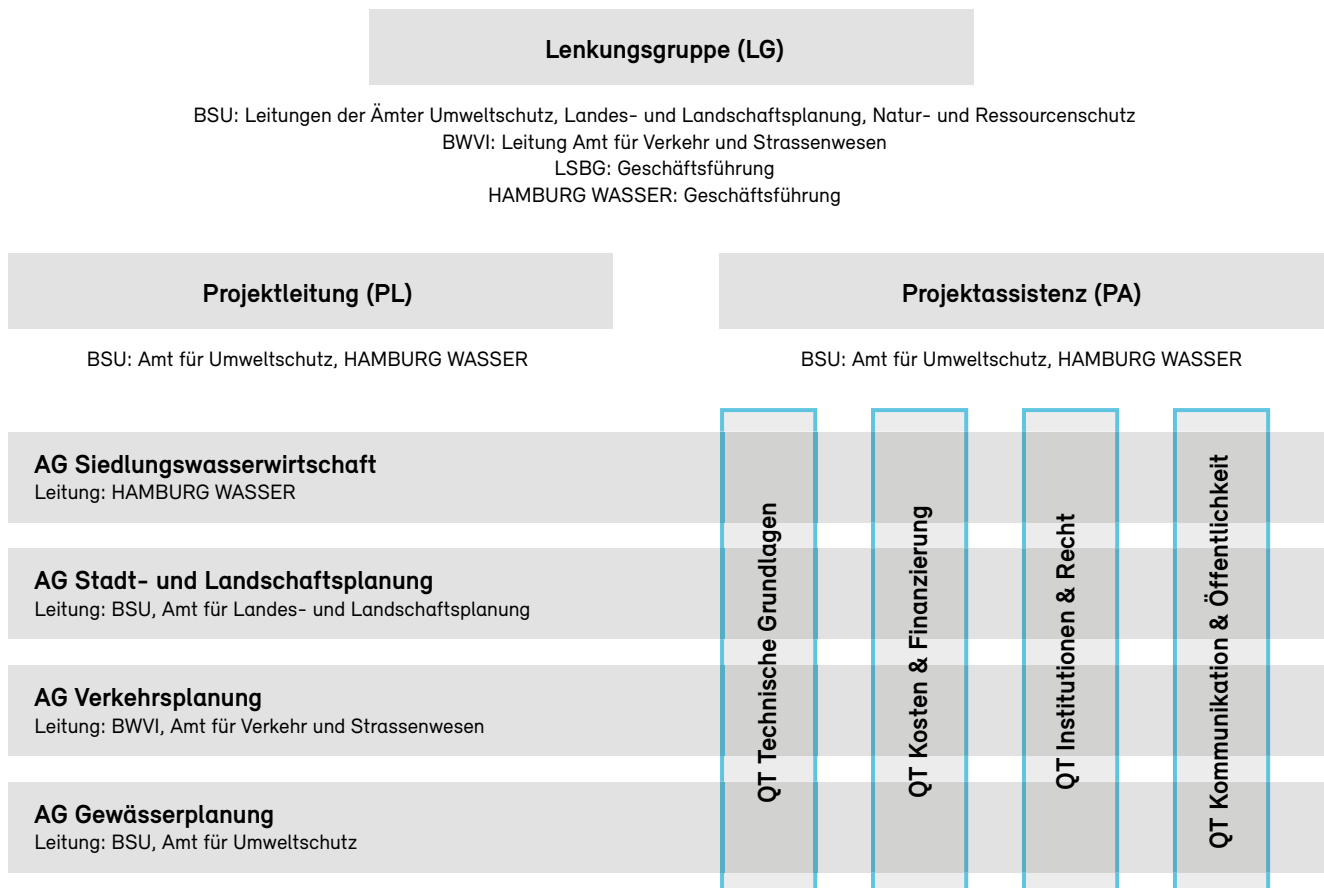 Lenkungsgruppe (LG)
BSU: Leitungen der Ämter Umweltschutz, Landes- und Landschaftsplanung, Natur- und Ressourcenschutz
BWVI: Leitung Amt für Verkehr und Strassenwesen
LSBG: Geschäftsführung
HAMBURG WASSER: Geschäftsführung
Projektleitung (PL)
BSU: Amt für Umweltschutz, HAMBURG WASSER
Projektassistenz (PA)
BSU: Amt für Umweltschutz, HAMBURG WASSER
AG Siedlungswasserwirtschaft
Leitung: HAMBURG WASSER
AG Stadt- und Landschaftsplanung
Leitung: BSU, Amt für Landes- und Landschaftsplanung
AG Verkehrsplanung
Leitung: BWVI, Amt für Verkehr und Strassenwesen
AG Gewässerplanung
Leitung: BSU, Amt für Umweltschutz
QT Technische Grundlagen
QT Kosten & Finanzierung
QT Institutionen & Recht
QT Kommunikation & Öffentlichkeit